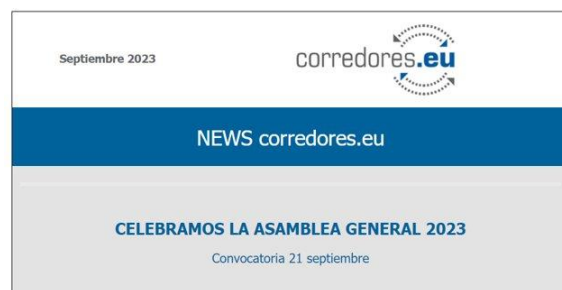 Septiembre 2023
corredores.eu
NEWS corredores.eu
CELEBRAMOS LA ASAMBLEA GENERAL 2023
Convocatoria 21 septiembre